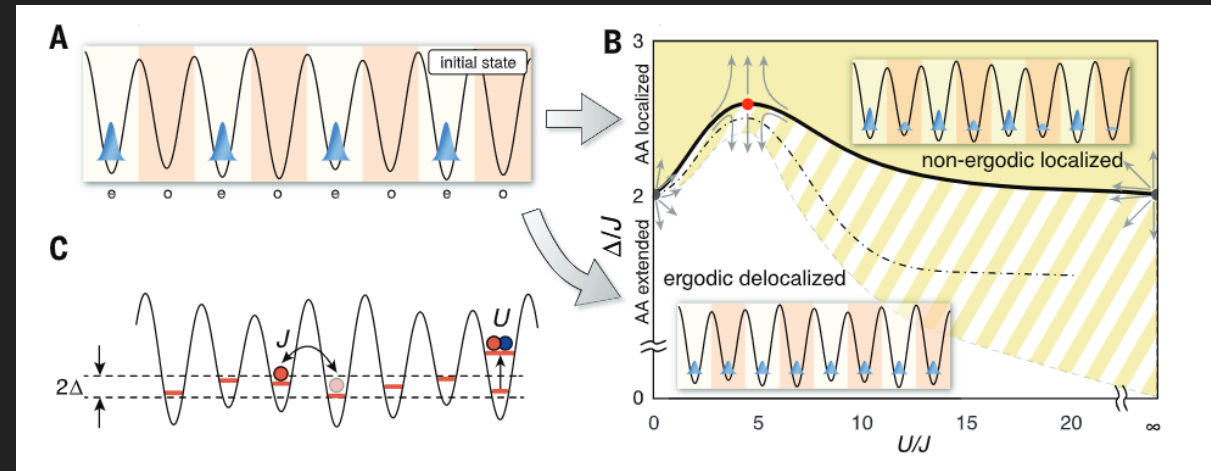 A
initial state
e o e o e o e o
B
3
2
0
AA localized
AA extended
Δ/J
non-ergodic localized
ergodic delocalized
0 5 10 15 20 ∞
U/J
C
J
U
2Δ